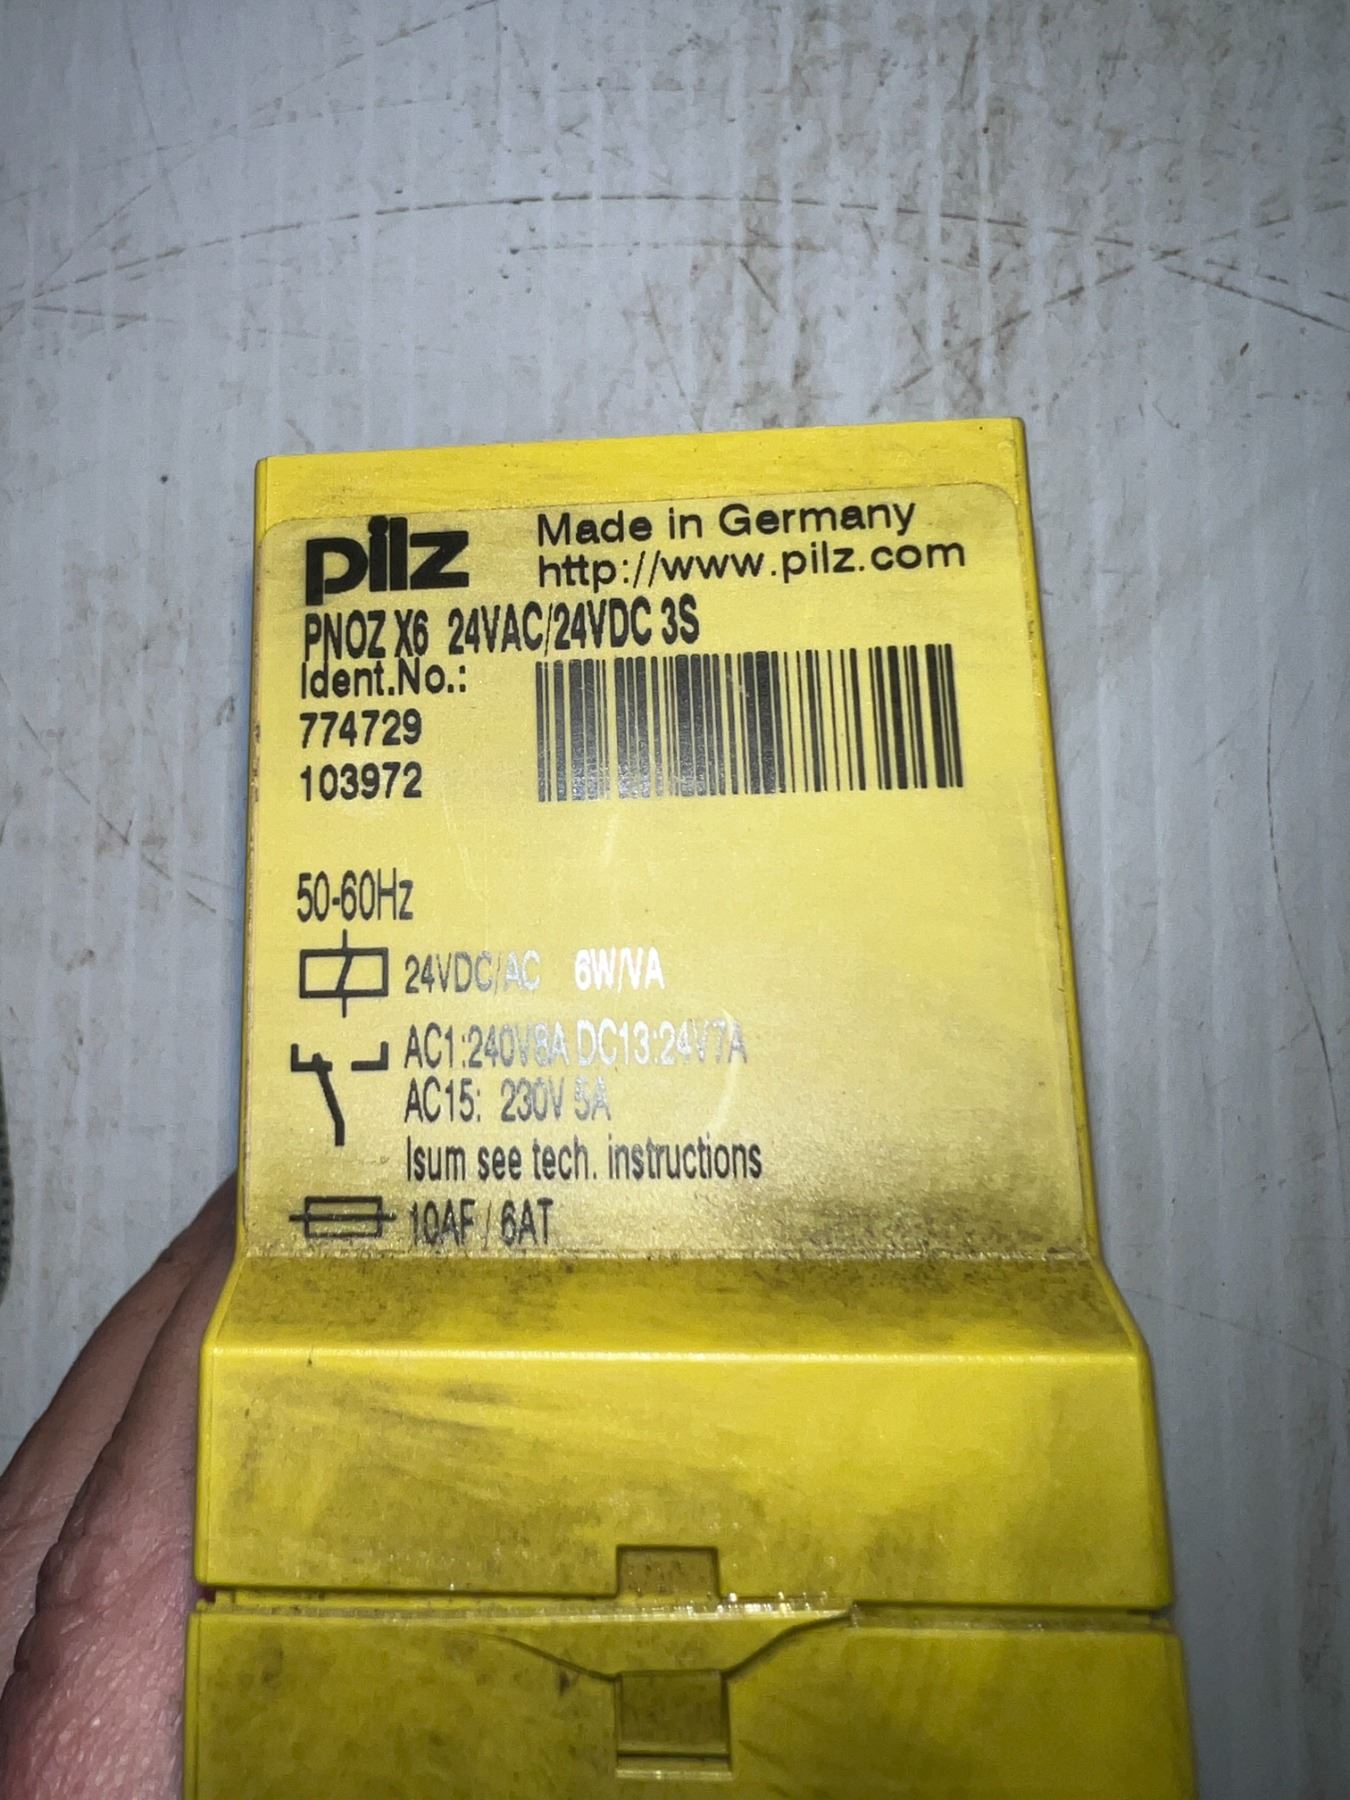 pilz
Made in Germany
http://www.pilz.com
PNOZ X6 24VAC/24VDC 3S
Ident.No.:
774729
103972
50-60Hz
24VDC/AC 6W/VA
AC1:240V8A DC13:24V7A
AC15: 230V 5A
Isum see tech. instructions
10AF / 6AT